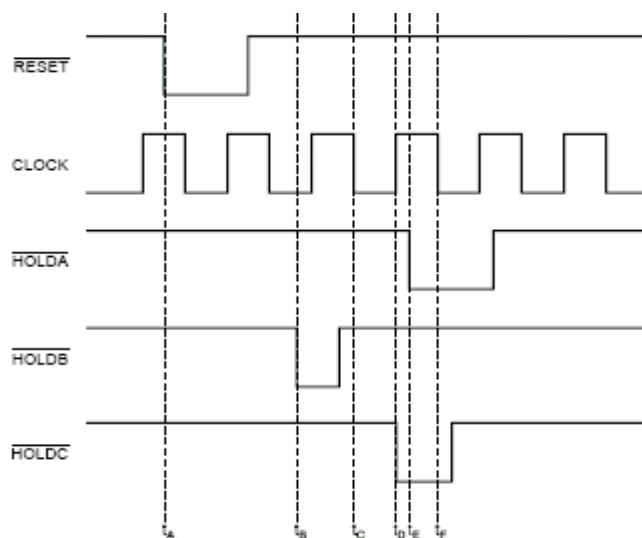 RESET
CLOCK
HOLDA
HOLDB
HOLDC
tA tB tC tD tE tF